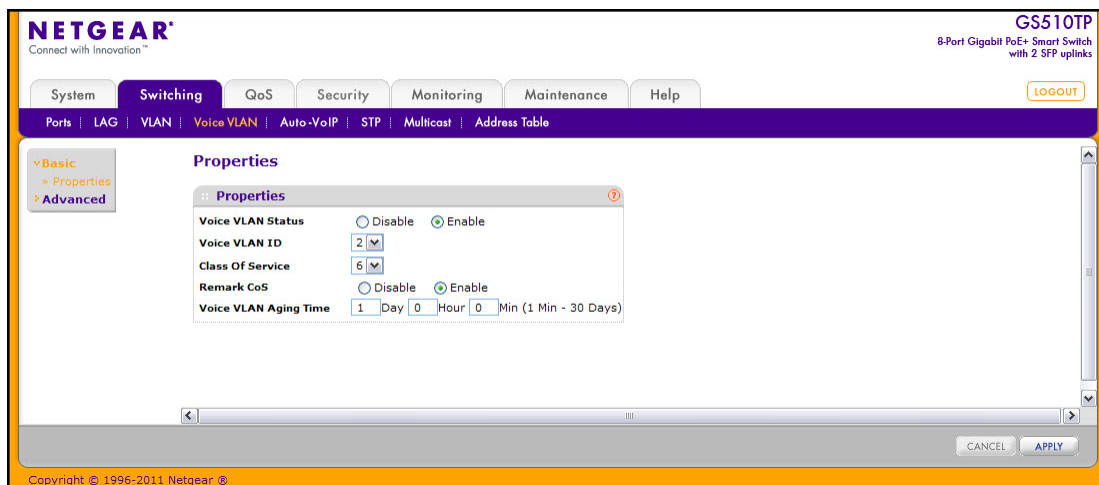 NETGEAR®
Connect with Innovation™
GS510TP
8-Port Gigabit PoE+ Smart Switch
with 2 SFP uplinks
System Switching QoS Security Monitoring Maintenance Help
LOGOUT
Ports LAG VLAN Voice VLAN Auto-VoIP STP Multicast Address Table
Basic
» Properties
Advanced
Properties
Properties ?
Voice VLAN Status Disable Enable
Voice VLAN ID 2
Class Of Service 6
Remark CoS Disable Enable
Voice VLAN Aging Time 1 Day 0 Hour 0 Min (1 Min - 30 Days)
CANCEL APPLY
Copyright © 1996-2011 Netgear ®